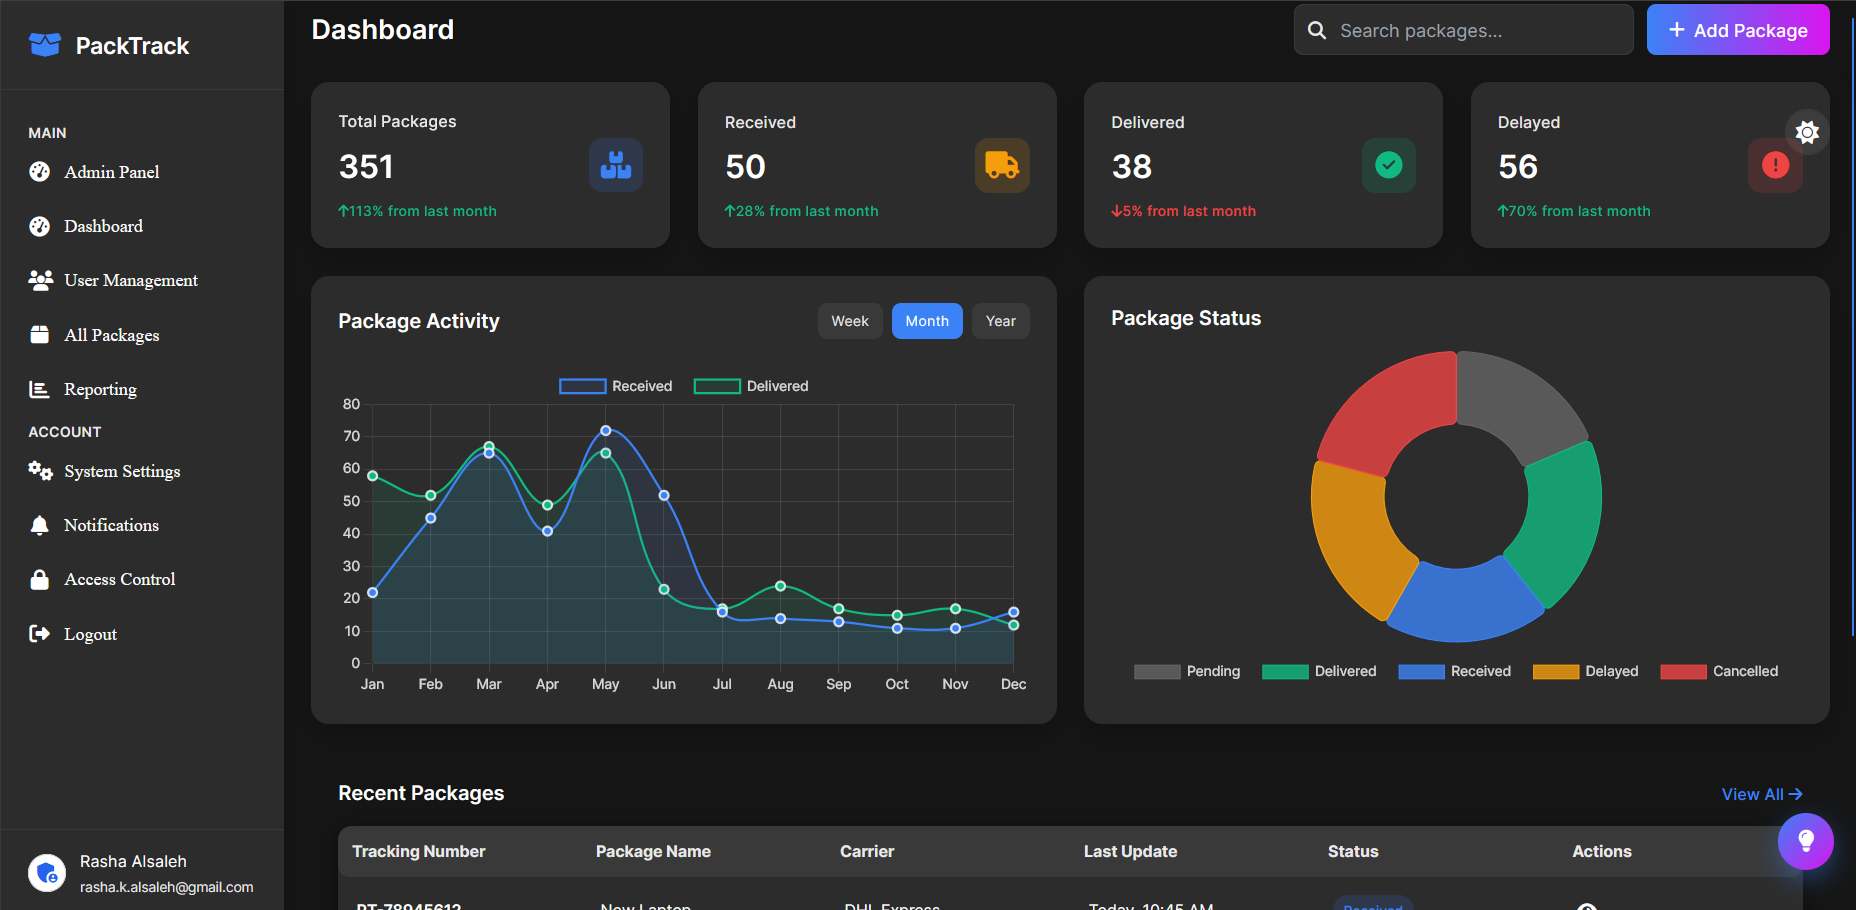 PackTrack
MAIN
Admin Panel
Dashboard
User Management
All Packages
Reporting
ACCOUNT
System Settings
Notifications
Access Control
Logout
Rasha Alsaleh
rasha.k.alsaleh@gmail.com
Dashboard
Search packages...
Add Package
Total Packages
351
113% from last month
Received
50
28% from last month
Delivered
38
5% from last month
Delayed
56
70% from last month
Package Activity
Week Month Year
Received Delivered
80
70
60
50
40
30
20
10
0
Jan Feb Mar Apr May Jun Jul Aug Sep Oct Nov Dec
Package Status
Pending Delivered Received Delayed Cancelled
Recent Packages
View All
Tracking Number Package Name Carrier Last Update Status Actions
PT-78945612 New Laptop DHL Express Today, 10:45 AM Received